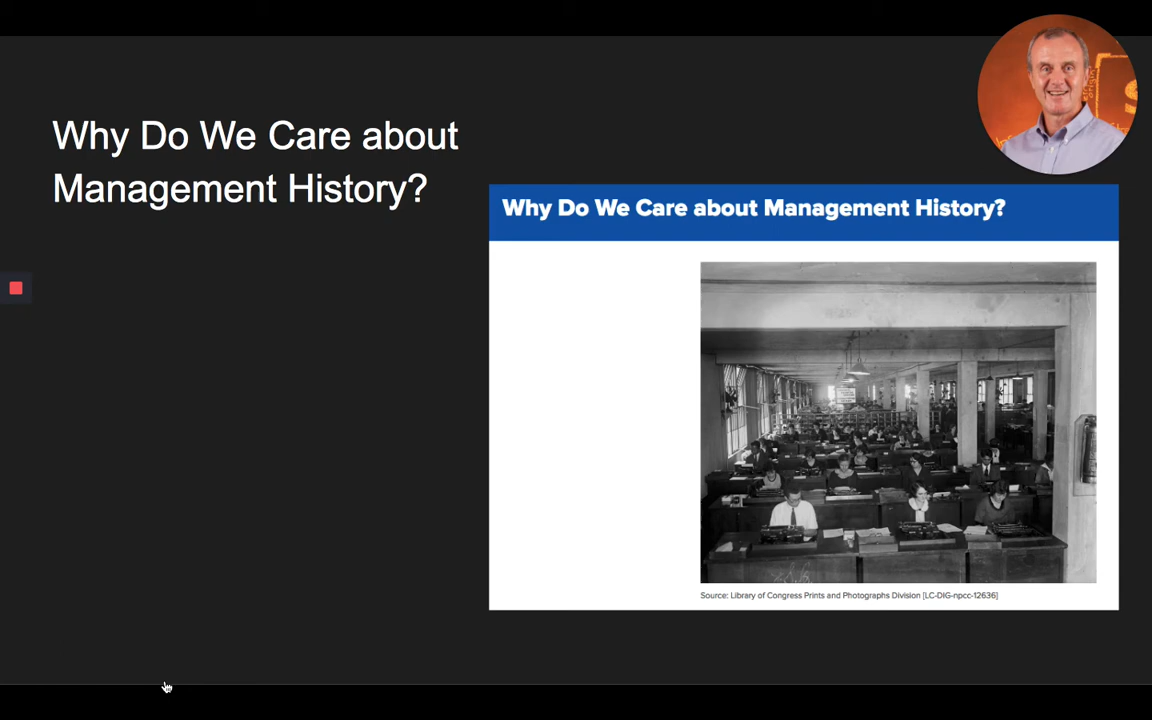 Why Do We Care about
Management History?
Why Do We Care about Management History?
Source: Library of Congress Prints and Photographs Division [LC-DIG-npcc-12636]